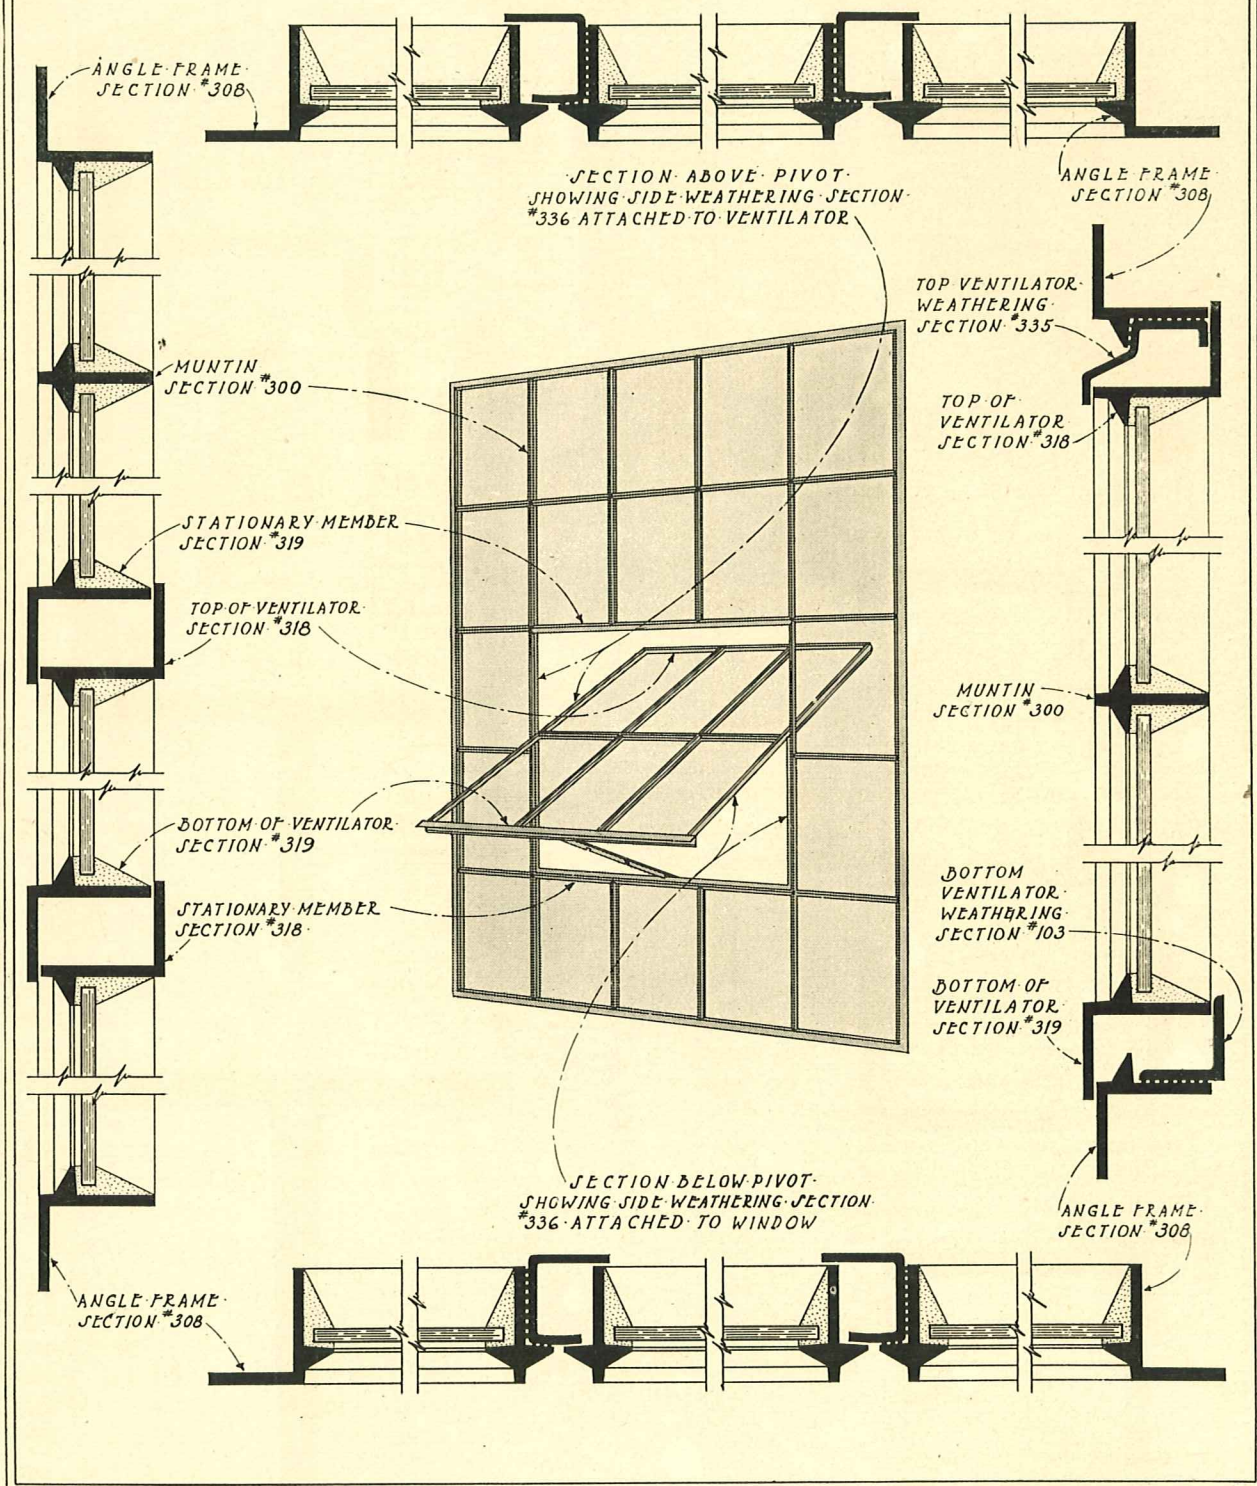 ANGLE FRAME
SECTION #308
SECTION ABOVE PIVOT
SHOWING SIDE WEATHERING SECTION
#336 ATTACHED TO VENTILATOR
ANGLE FRAME
SECTION #308
TOP VENTILATOR
WEATHERING
SECTION #335
MUNTIN
SECTION #300
TOP OF
VENTILATOR
SECTION #318
STATIONARY MEMBER
SECTION #319
TOP OF VENTILATOR
SECTION #318
MUNTIN
SECTION #300
BOTTOM OF VENTILATOR
SECTION #319
STATIONARY MEMBER
SECTION #318
BOTTOM
VENTILATOR
WEATHERING
SECTION #103
BOTTOM OF
VENTILATOR
SECTION #319
SECTION BELOW PIVOT
SHOWING SIDE WEATHERING SECTION
#336 ATTACHED TO WINDOW
ANGLE FRAME
SECTION #308
ANGLE FRAME
SECTION #308